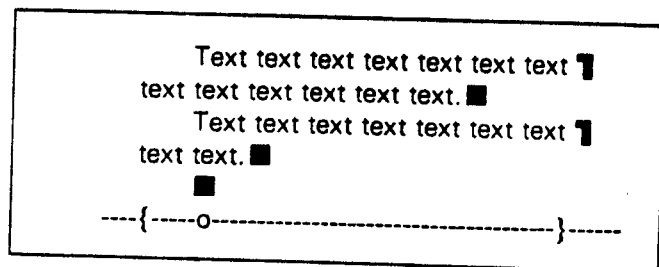 Text text text text text text text ¶
text text text text text text. ■
Text text text text text text text ¶
text text. ■
■
----{-----o--------------------------------------}------